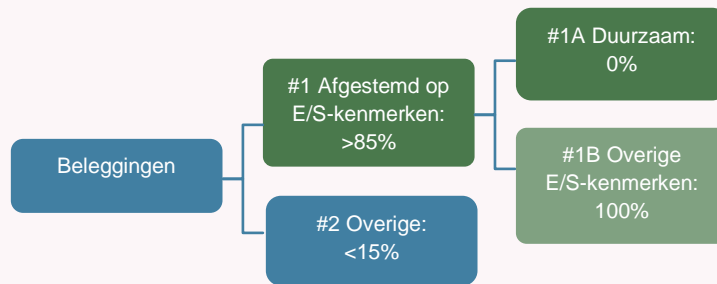 Beleggingen
#1 Afgestemd op
E/S-kenmerken:
>85%
#2 Overige:
<15%
#1A Duurzaam:
0%
#1B Overige
E/S-kenmerken:
100%